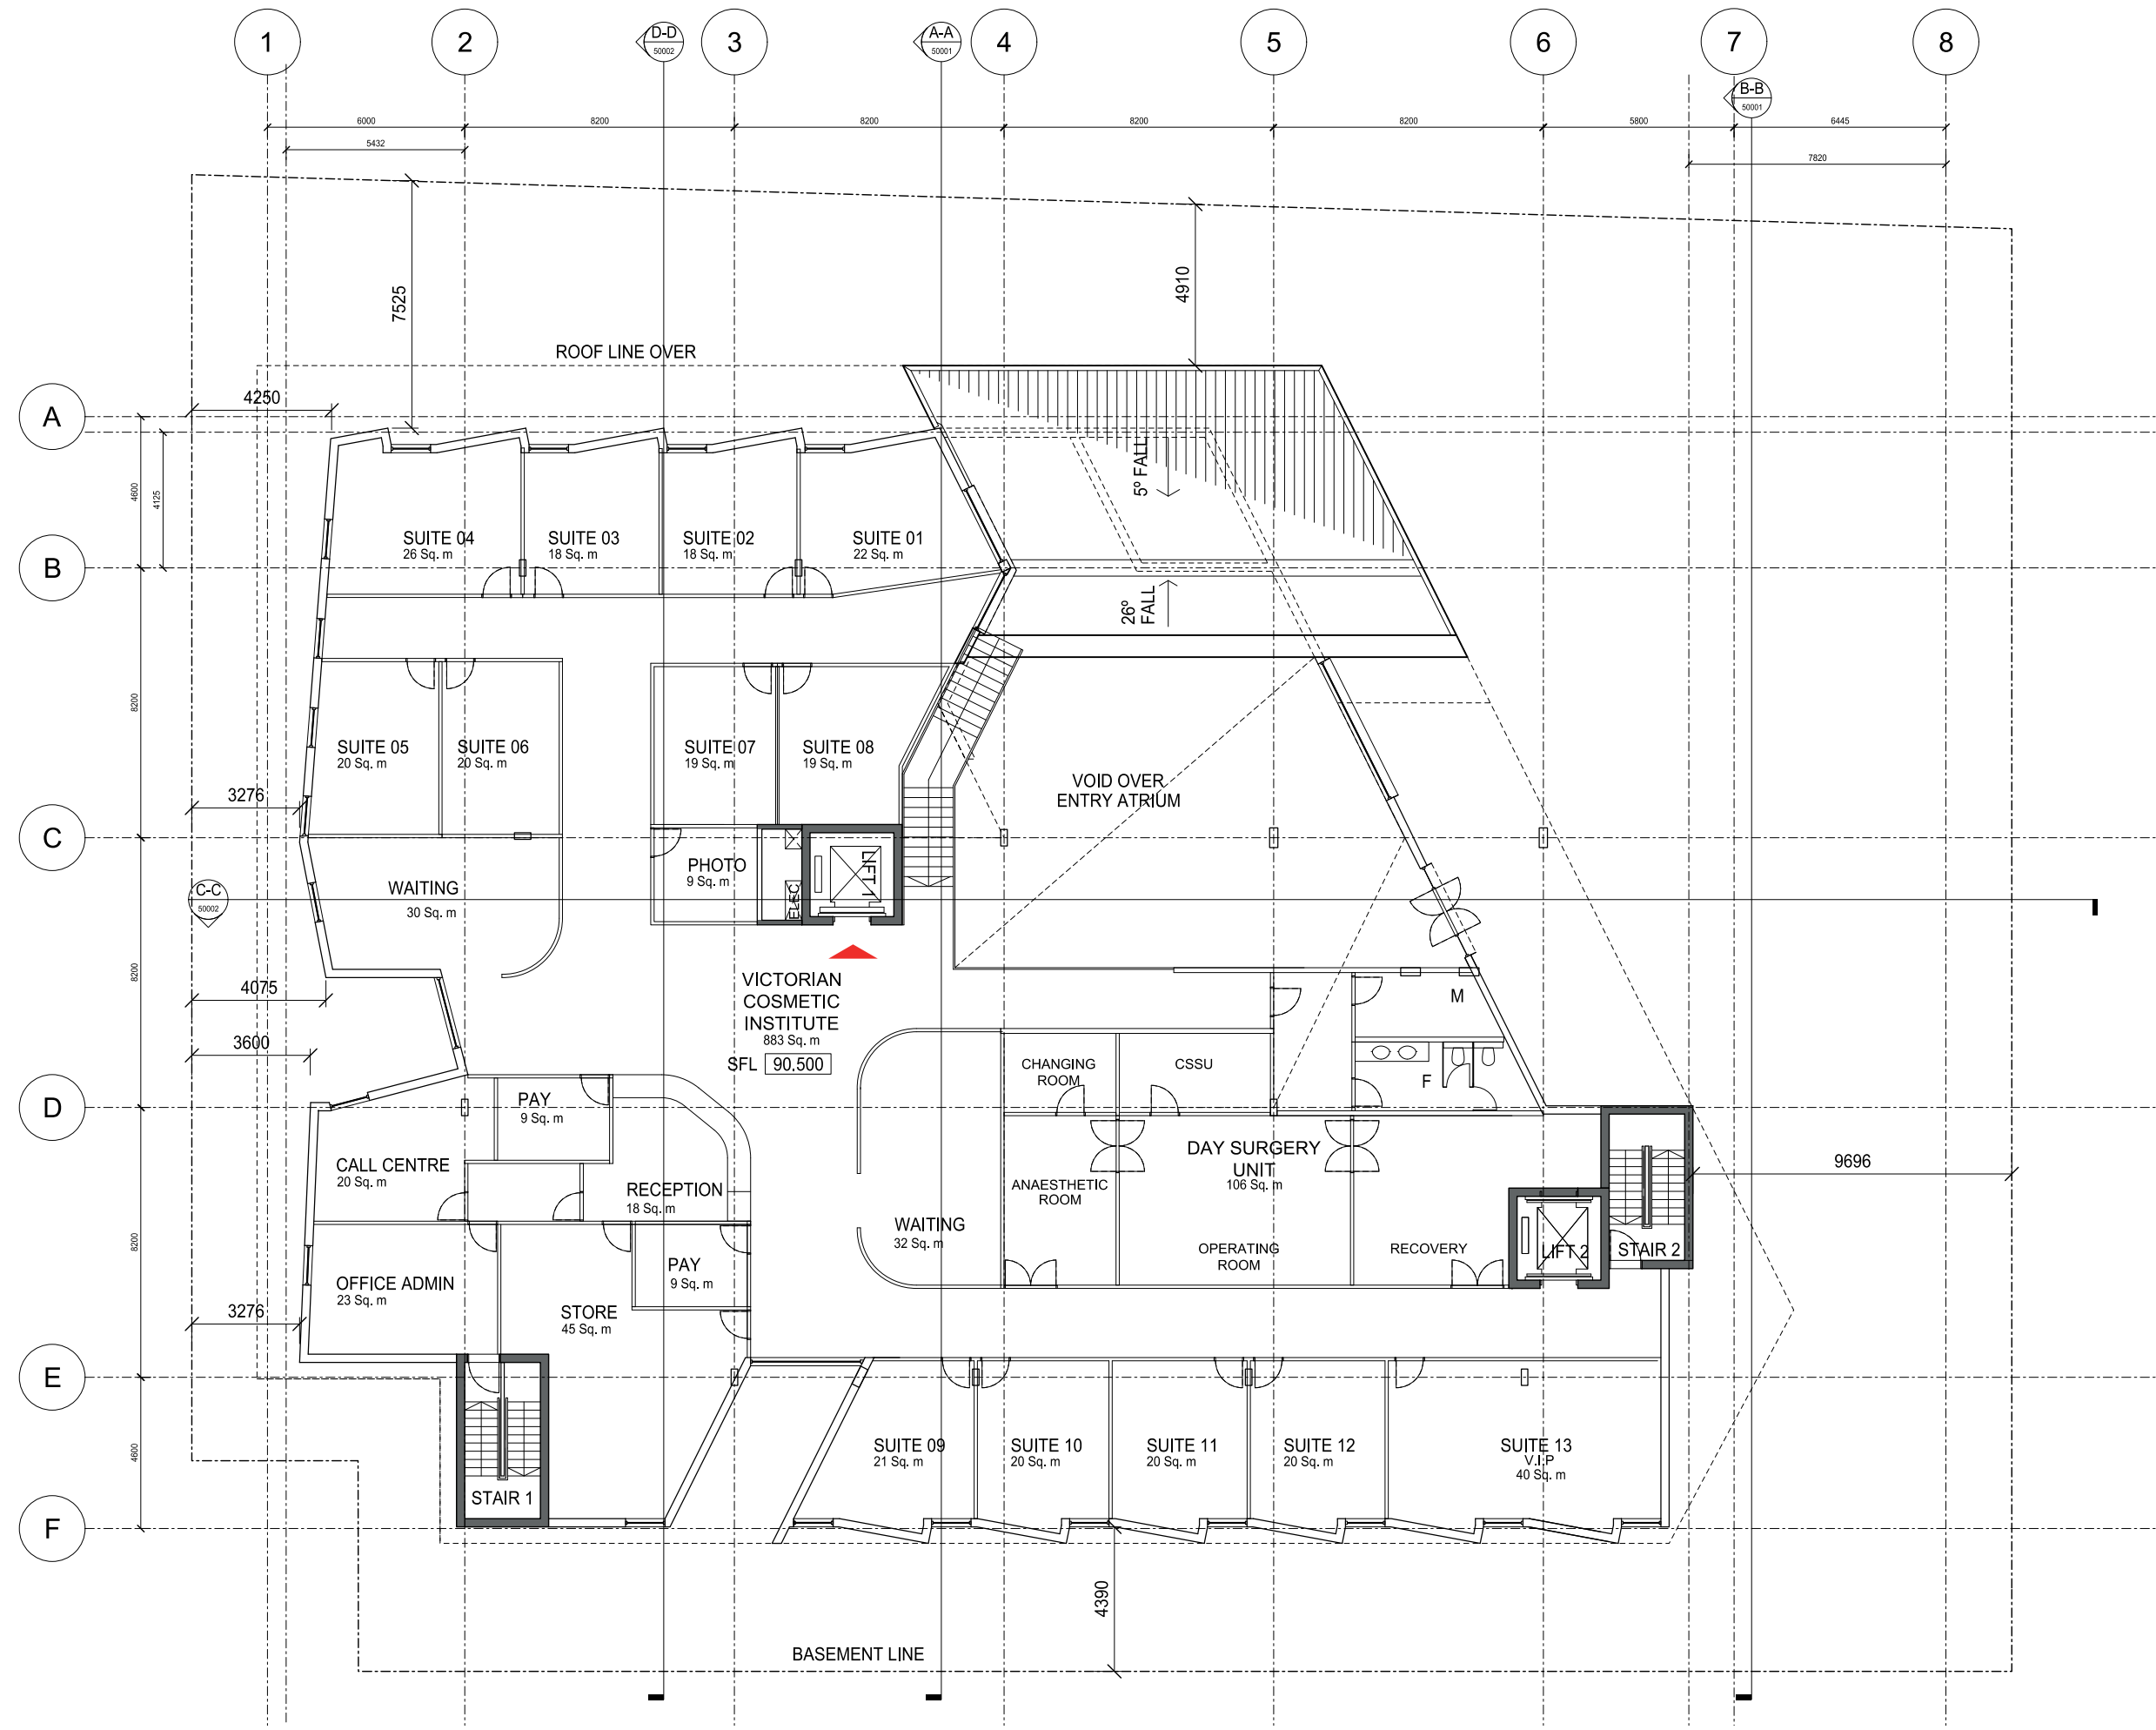 1
2
D-D
50002
3
A-A
50001
4
5
6
7
8
B-B
50001
6000
8200
8200
8200
8200
5800
6445
5432
7820
7525
4910
ROOF LINE OVER
4250
A
4600
4125
5º FALL
SUITE 04
26 Sq. m
SUITE 03
18 Sq. m
SUITE 02
18 Sq. m
SUITE 01
22 Sq. m
B
26º
FALL
8200
SUITE 05
20 Sq. m
SUITE 06
20 Sq. m
SUITE 07
19 Sq. m
SUITE 08
19 Sq. m
VOID OVER
ENTRY ATRIUM
3276
C
PHOTO
9 Sq. m
ELEC
LIFT 1
WAITING
30 Sq. m
C-C
50002
8200
4075
VICTORIAN
COSMETIC
INSTITUTE
883 Sq. m
SFL 90.500
M
3600
CHANGING
ROOM
CSSU
F
D
PAY
9 Sq. m
CALL CENTRE
20 Sq. m
RECEPTION
18 Sq. m
DAY SURGERY
UNIT
106 Sq. m
ANAESTHETIC
ROOM
9696
8200
WAITING
32 Sq. m
OPERATING
ROOM
RECOVERY
LIFT 2
STAIR 2
OFFICE ADMIN
23 Sq. m
PAY
9 Sq. m
3276
STORE
45 Sq. m
E
4600
SUITE 09
21 Sq. m
SUITE 10
20 Sq. m
SUITE 11
20 Sq. m
SUITE 12
20 Sq. m
SUITE 13
V.I.P
40 Sq. m
STAIR 1
F
4390
BASEMENT LINE